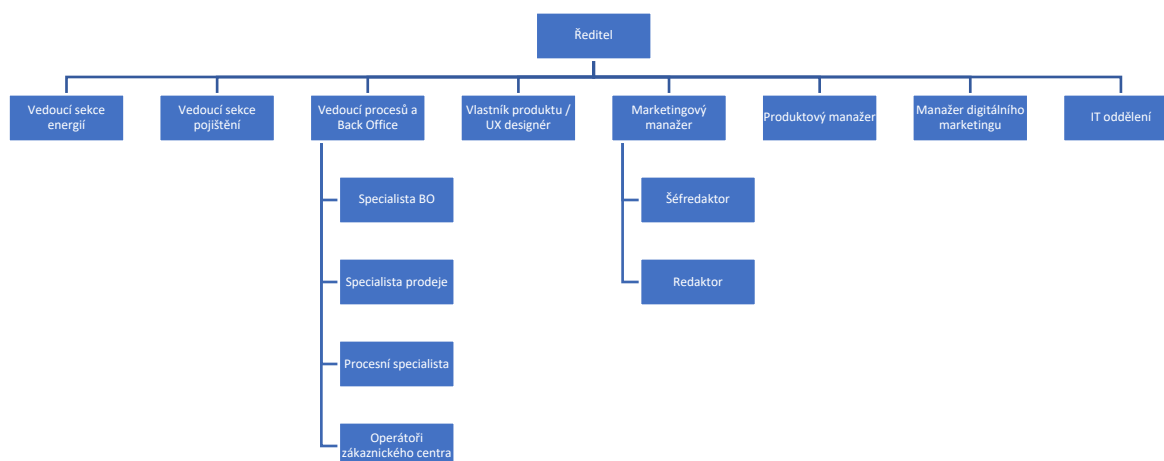 Ředitel
Vedoucí sekce
energií
Vedoucí sekce
pojištění
Vedoucí procesů a
Back Office
Vlastník produktu /
UX designér
Marketingový
manažer
Produktový manažer
Manažer digitálního
marketingu
IT oddělení
Specialista BO
Specialista prodeje
Procesní specialista
Operátoři
zákaznického centra
Šéfredaktor
Redaktor